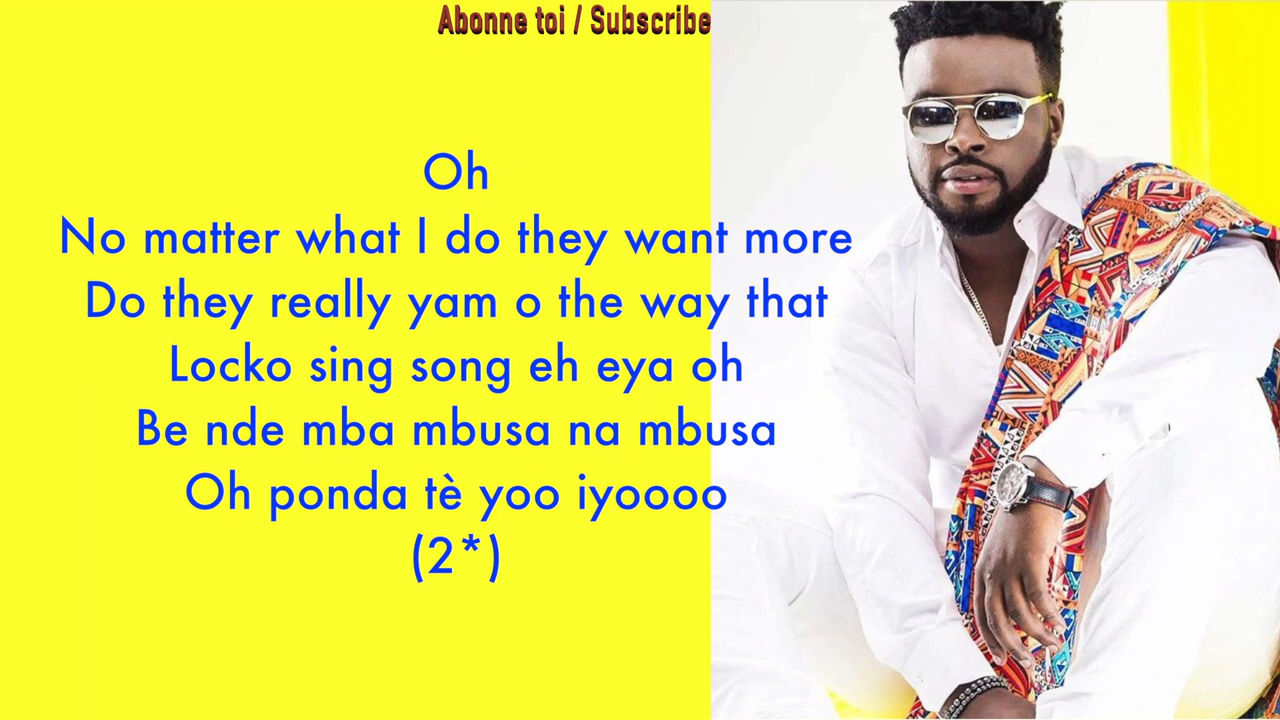 Abonne toi / Subscribe
Oh
No matter what I do they want more
Do they really yam o the way that
Locko sing song eh eya oh
Be nde mba mbusa na mbusa
Oh ponda tè yoo iyoooo
(2*)